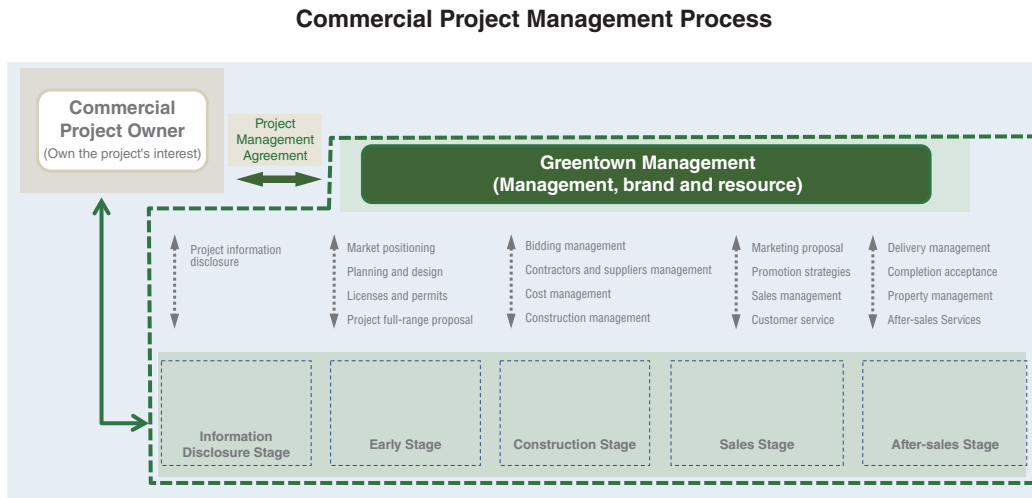 Commercial Project Management Process
Commercial
Project Owner
(Own the project's interest)
Project
Management
Agreement
Greentown Management
(Management, brand and resource)
Project information
disclosure
Market positioning
Planning and design
Licenses and permits
Project full-range proposal
Bidding management
Contractors and suppliers management
Cost management
Construction management
Marketing proposal
Promotion strategies
Sales management
Customer service
Delivery management
Completion acceptance
Property management
After-sales Services
Information
Disclosure Stage
Early Stage
Construction Stage
Sales Stage
After-sales Stage